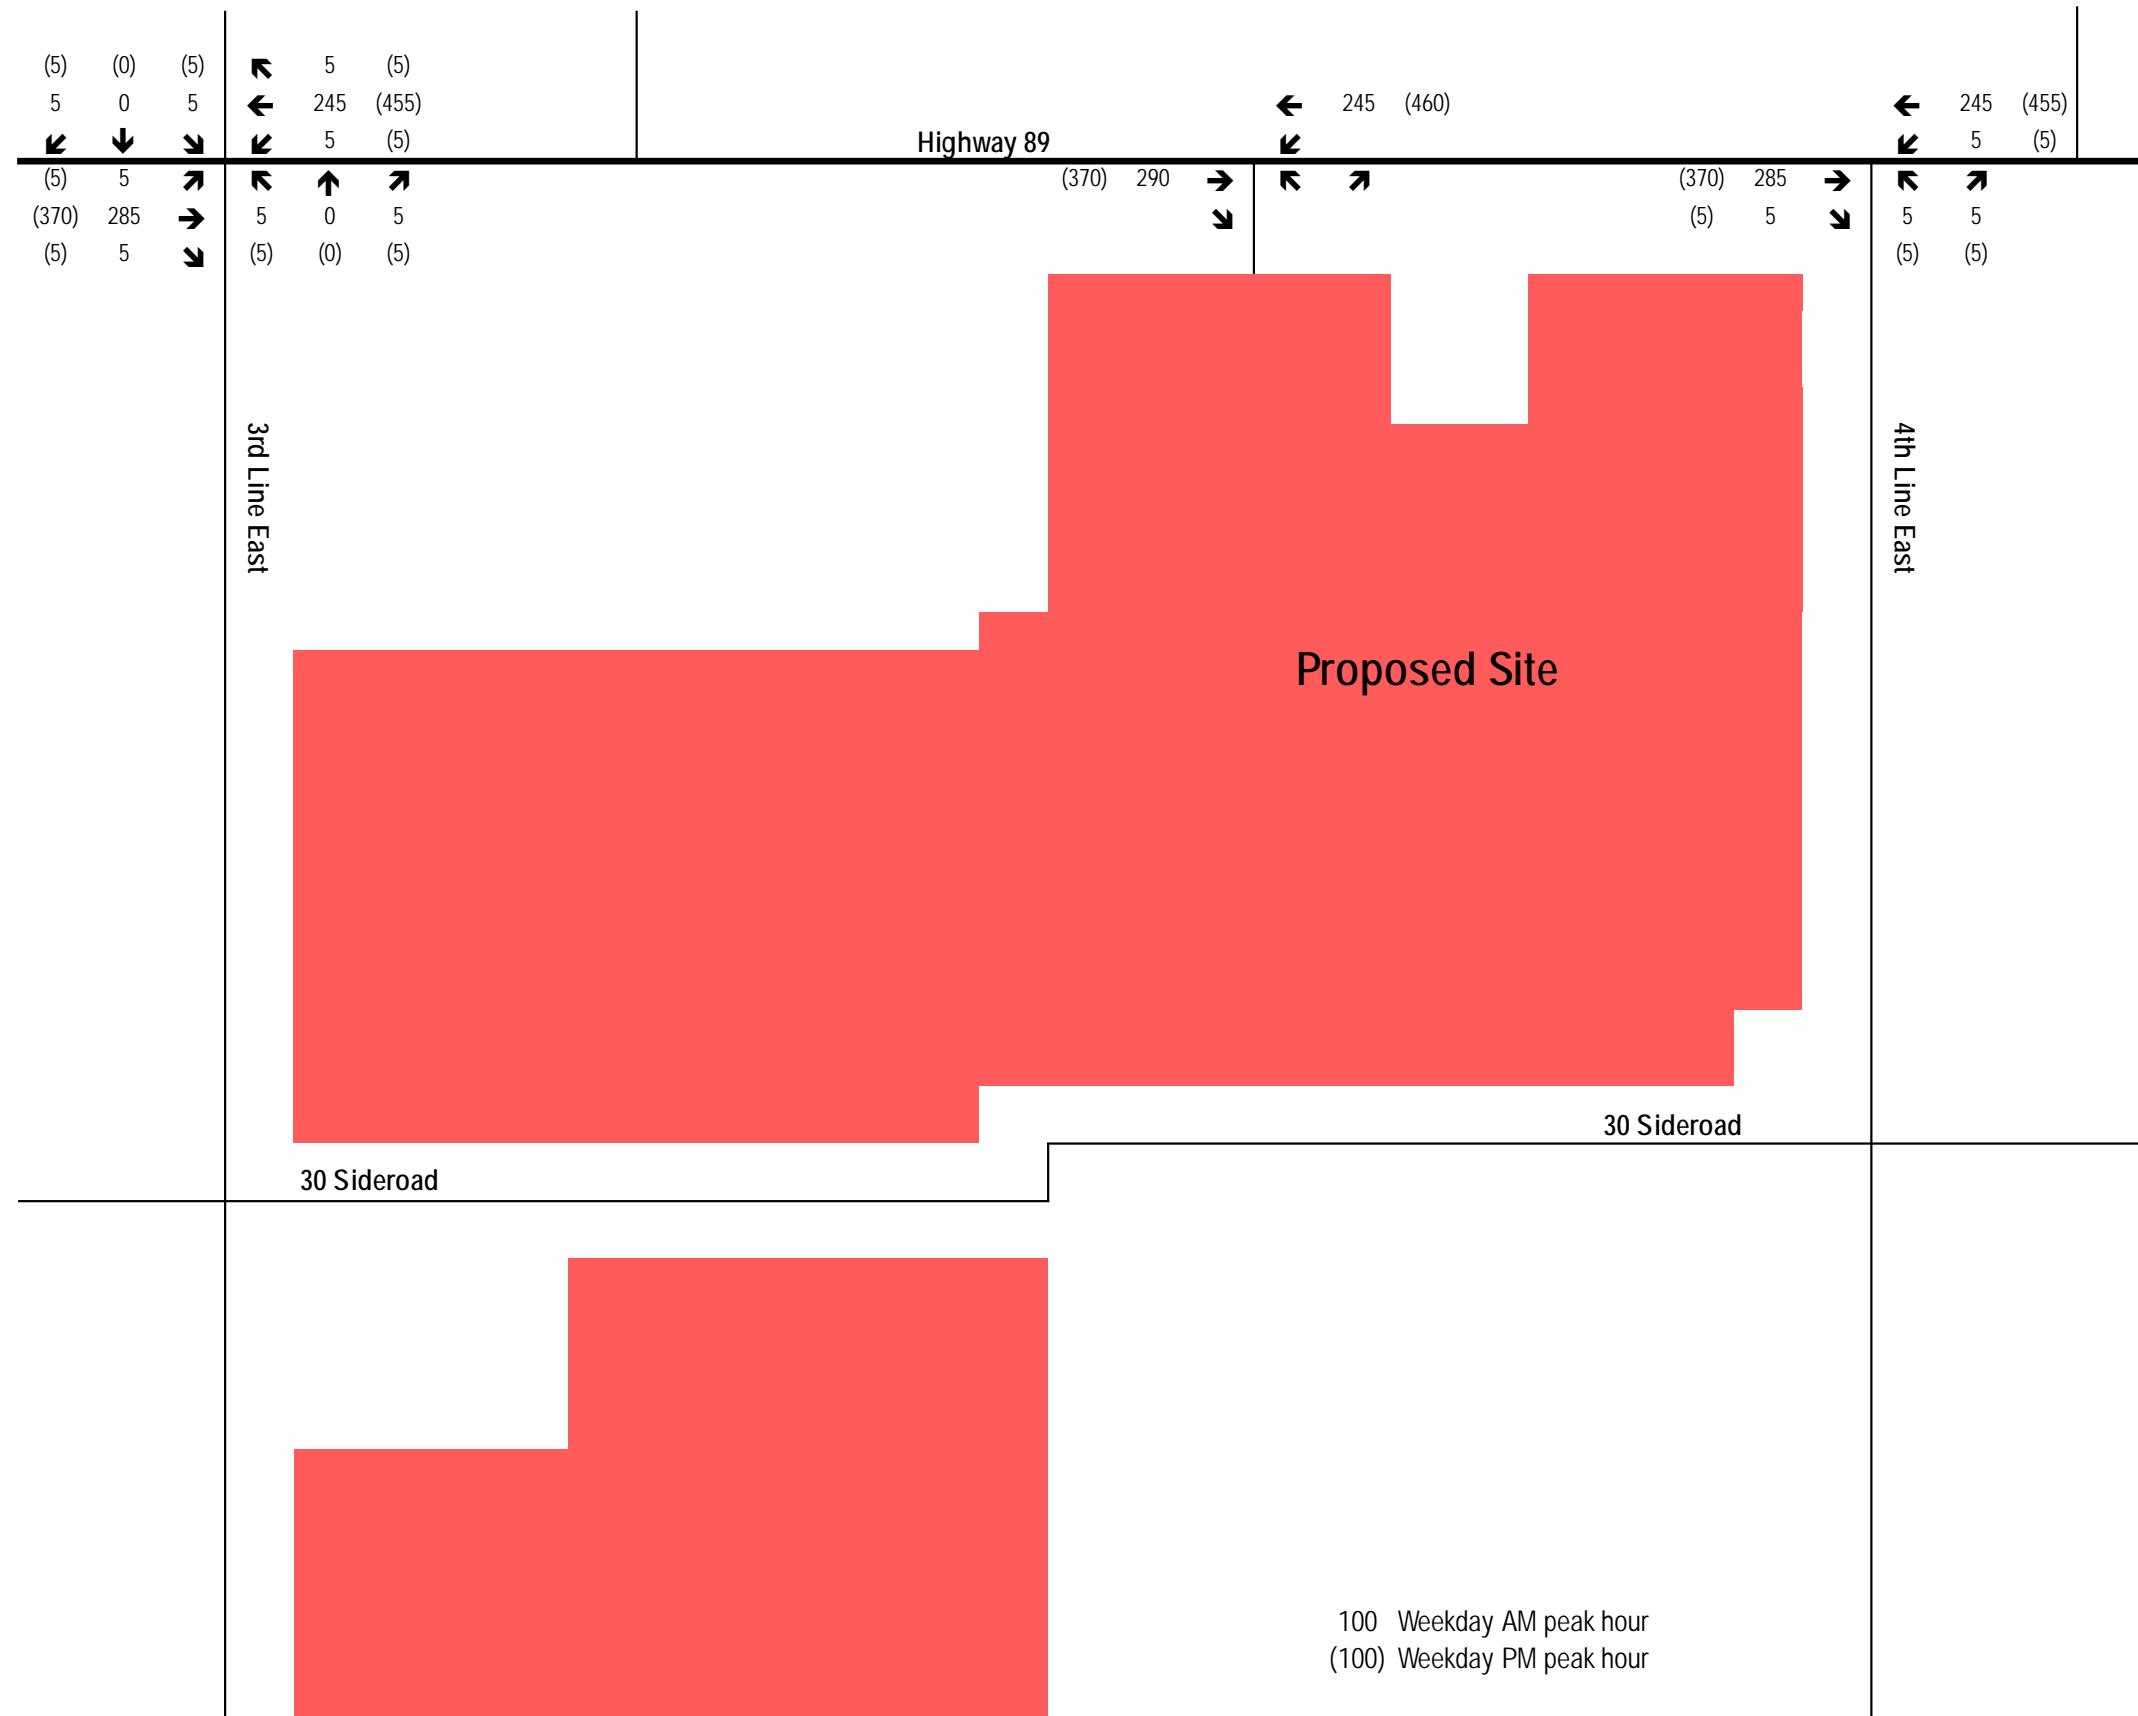 (5) (0) (5) 5 (5)
5 0 5 245 (455) 245 (460) 245 (455)
5 (5) Highway 89 5 (5)
(5) 5 (370) 290 (370) 285
(370) 285 5 0 5 (5) 5 5 5
(5) 5 (5) (0) (5) (5) (5)
3rd Line East
4th Line East
Proposed Site
30 Sideroad
30 Sideroad
100 Weekday AM peak hour
(100) Weekday PM peak hour